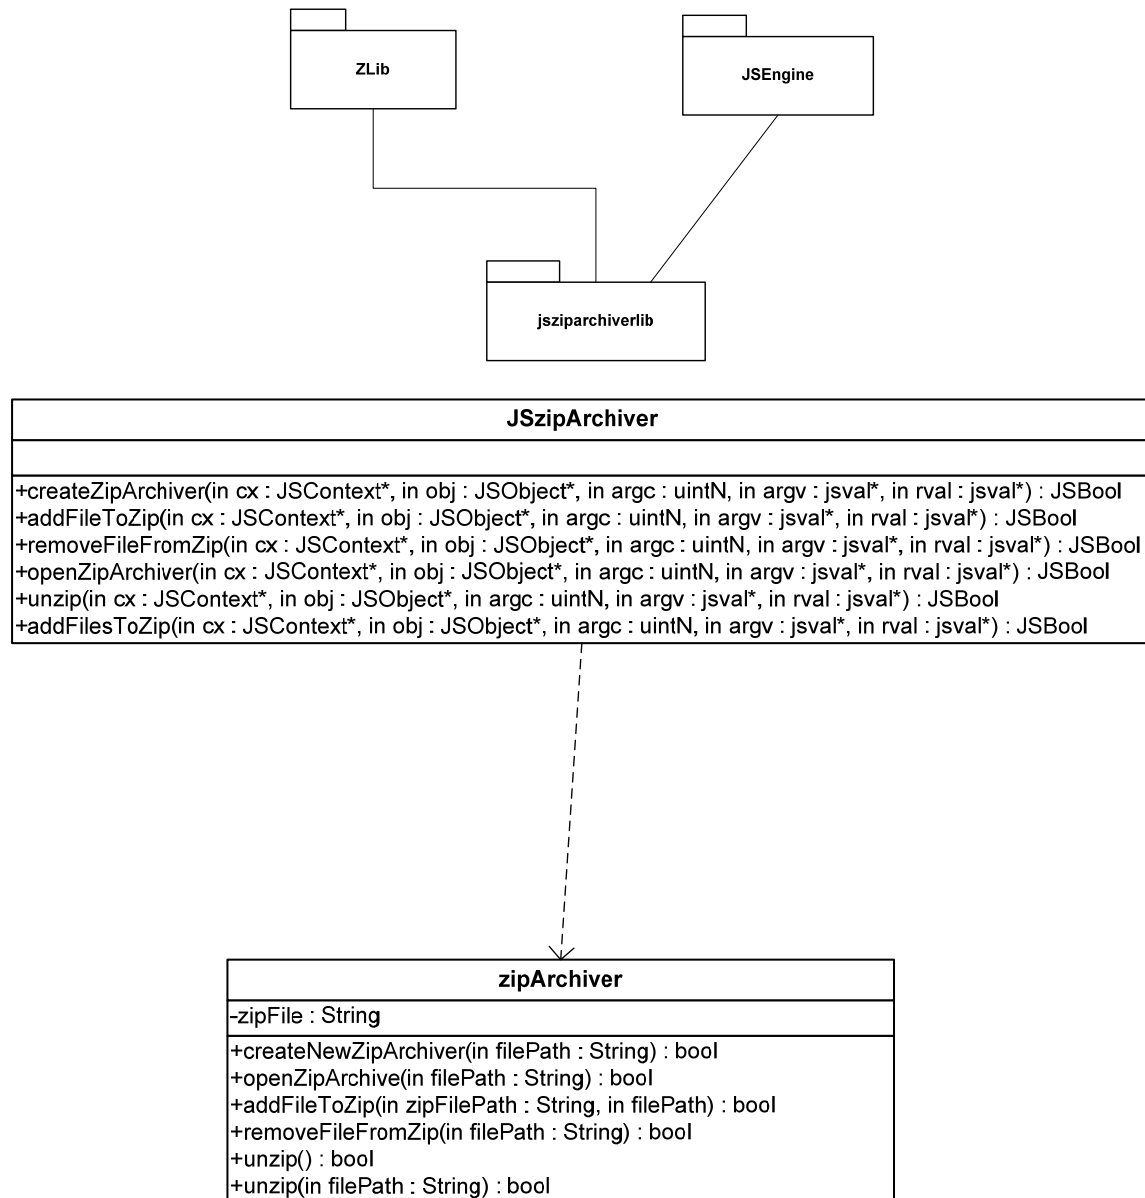 ZLib
JSEngine
jsziparchiverlib
JSzipArchiver
+createZipArchiver(in cx : JSContext*, in obj : JSObject*, in argc : uintN, in argv : jsval*, in rval : jsval*) : JSBool
+addFileToZip(in cx : JSContext*, in obj : JSObject*, in argc : uintN, in argv : jsval*, in rval : jsval*) : JSBool
+removeFileFromZip(in cx : JSContext*, in obj : JSObject*, in argc : uintN, in argv : jsval*, in rval : jsval*) : JSBool
+openZipArchiver(in cx : JSContext*, in obj : JSObject*, in argc : uintN, in argv : jsval*, in rval : jsval*) : JSBool
+unzip(in cx : JSContext*, in obj : JSObject*, in argc : uintN, in argv : jsval*, in rval : jsval*) : JSBool
+addFilesToZip(in cx : JSContext*, in obj : JSObject*, in argc : uintN, in argv : jsval*, in rval : jsval*) : JSBool
zipArchiver
-zipFile : String
+createNewZipArchiver(in filePath : String) : bool
+openZipArchive(in filePath : String) : bool
+addFileToZip(in zipFilePath : String, in filePath) : bool
+removeFileFromZip(in filePath : String) : bool
+unzip() : bool
+unzip(in filePath : String) : bool